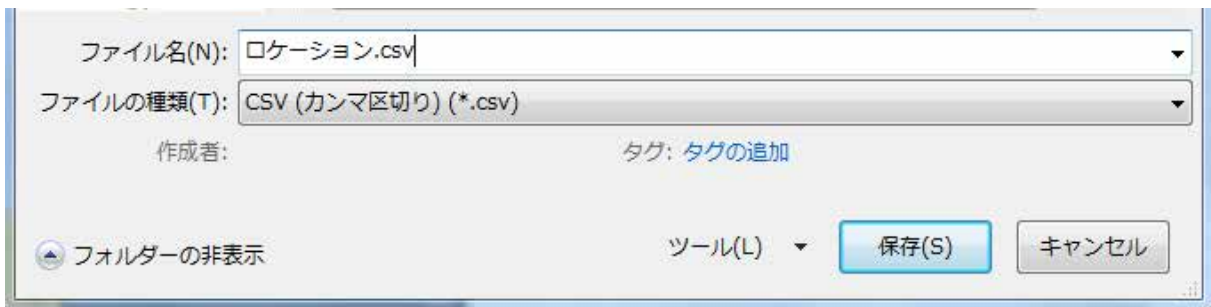 ファイル名(N): ロケーション.csv
ファイルの種類(T): CSV (カンマ区切り) (*.csv)
作成者: タグ: タグの追加
フォルダーの非表示 ツール(L) 保存(S) キャンセル